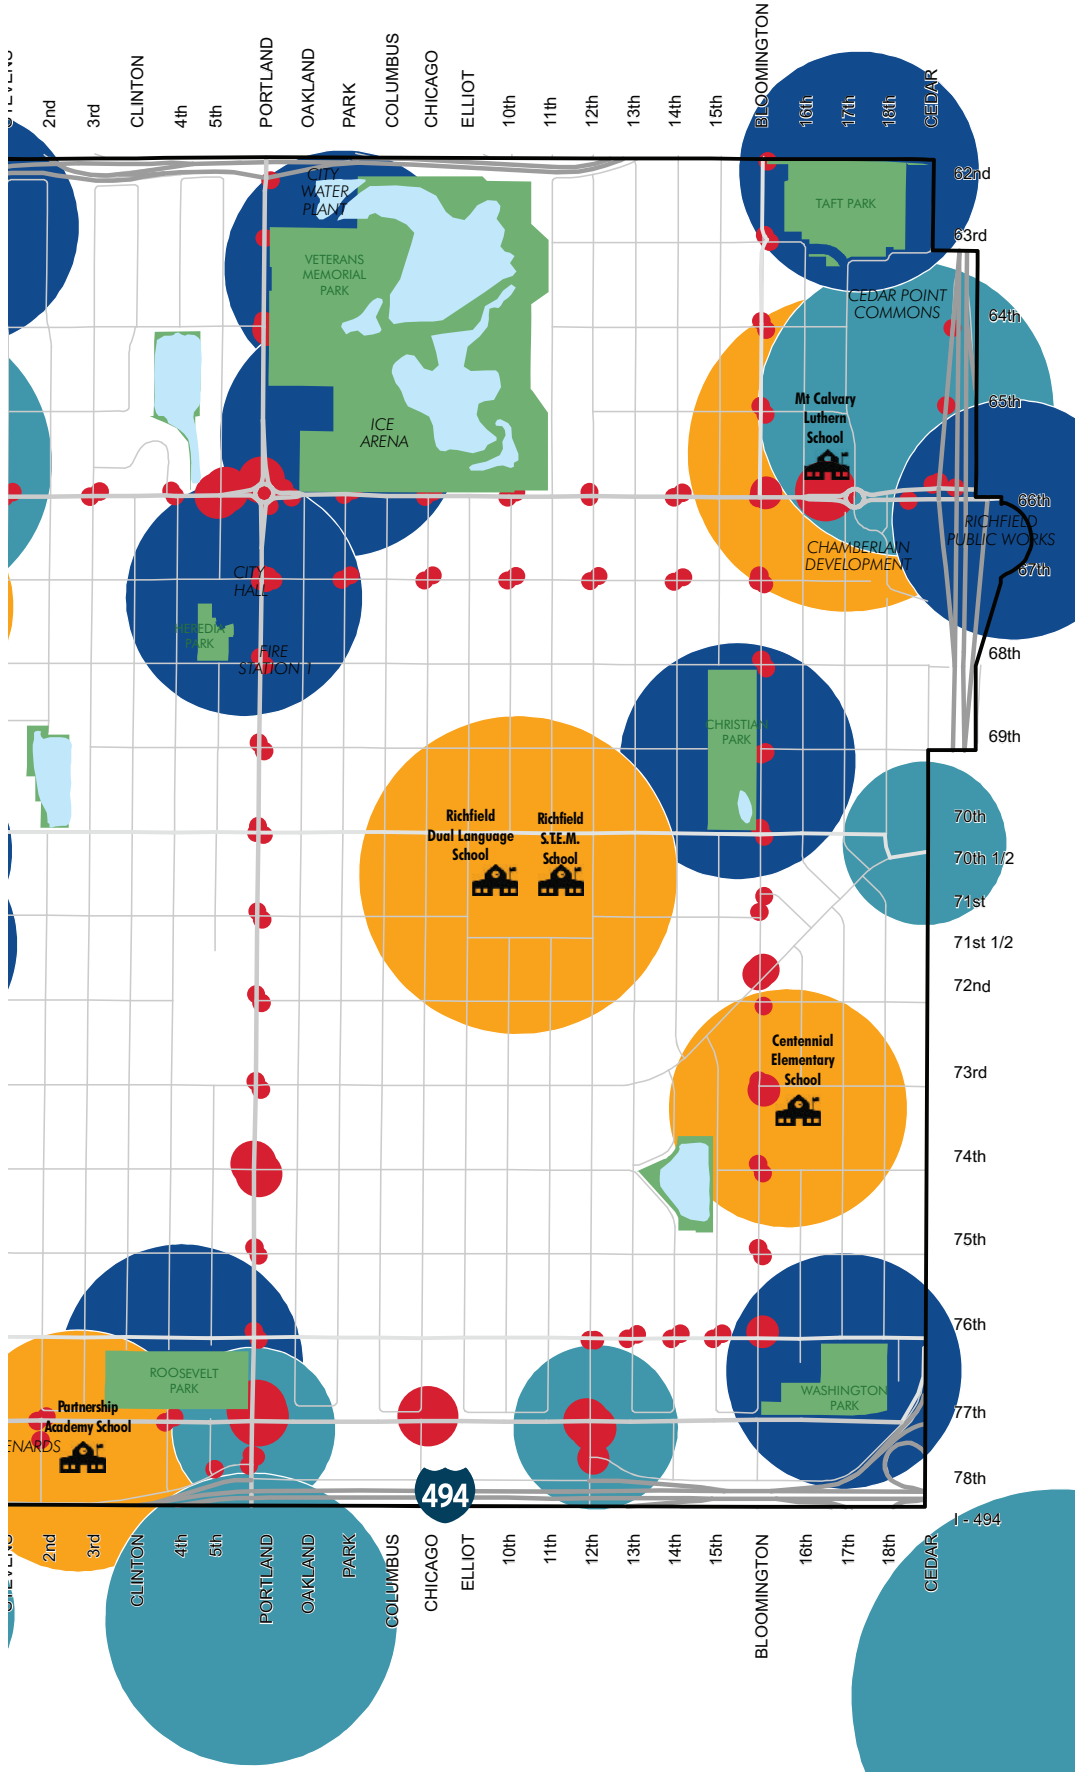 2nd
3rd
CLINTON
4th
5th
PORTLAND
OAKLAND
PARK
COLUMBUS
CHICAGO
ELLIOT
10th
11th
12th
13th
14th
15th
BLOOMINGTON
16th
17th
18th
CEDAR
CITY
WATER
PLANT
62nd
TAFT PARK
63rd
VETERANS
MEMORIAL
PARK
CEDAR POINT
COMMONS
64th
Mt Calvary
Luthern
School
65th
ICE
ARENA
66th
RICHFIELD
PUBLIC WORKS
CHAMBERLAIN
DEVELOPMENT
67th
CITY
HALL
HEREDIA
PARK
FIRE
STATION 1
68th
CHRISTIAN
PARK
69th
Richfield
Dual Language
School
Richfield
S.T.E.M.
School
70th
70th 1/2
71st
71st 1/2
72nd
Centennial
Elementary
School
73rd
74th
75th
76th
ROOSEVELT
PARK
WASHINGTON
PARK
Partnership
Academy School
77th
ENARDS
78th
494
I - 494
2nd
3rd
CLINTON
4th
5th
PORTLAND
OAKLAND
PARK
COLUMBUS
CHICAGO
ELLIOT
10th
11th
12th
13th
14th
15th
BLOOMINGTON
16th
17th
18th
CEDAR